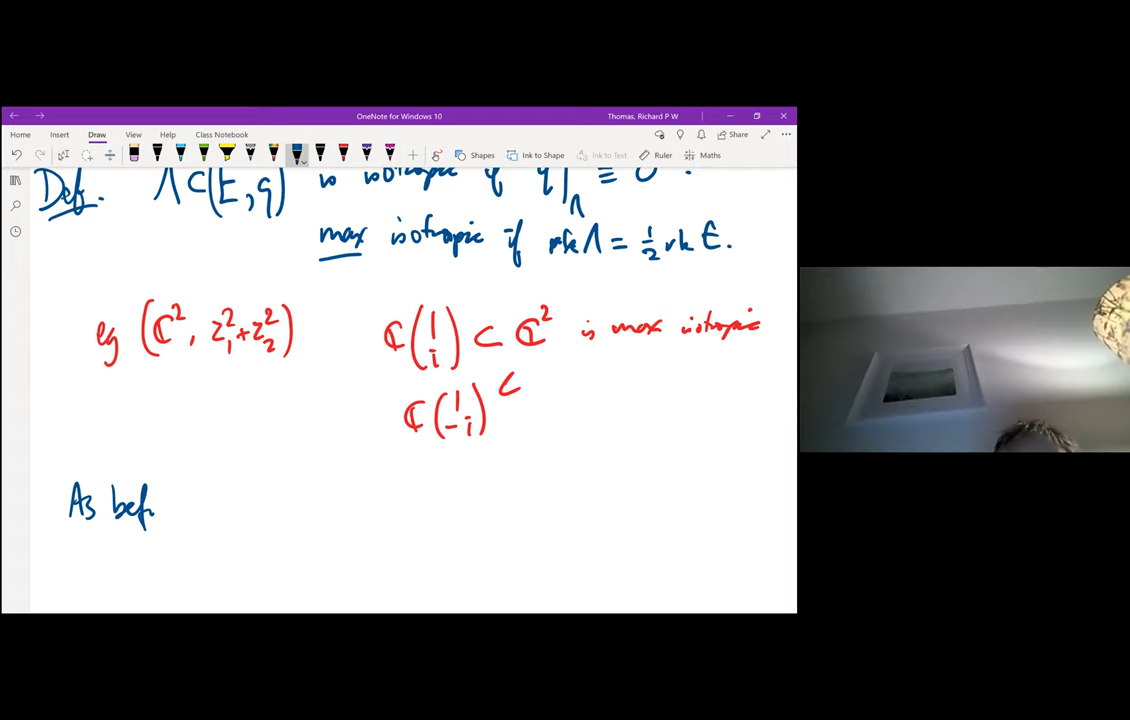 OneNote for Windows 10 Thomas, Richard P W
Home Insert Draw View Help Class Notebook Share
Shapes Ink to Shape Ink to Text Ruler Maths
Def. Λ ⊂ (E, q) is isotropic if q|_Λ ≡ 0.
max isotropic if rk Λ = 1/2 rk E.
eg (ℂ², z₁² + z₂²) ℂ(1 i) ⊂ ℂ² is max isotropic
ℂ(1 -i) ⊂
As bef